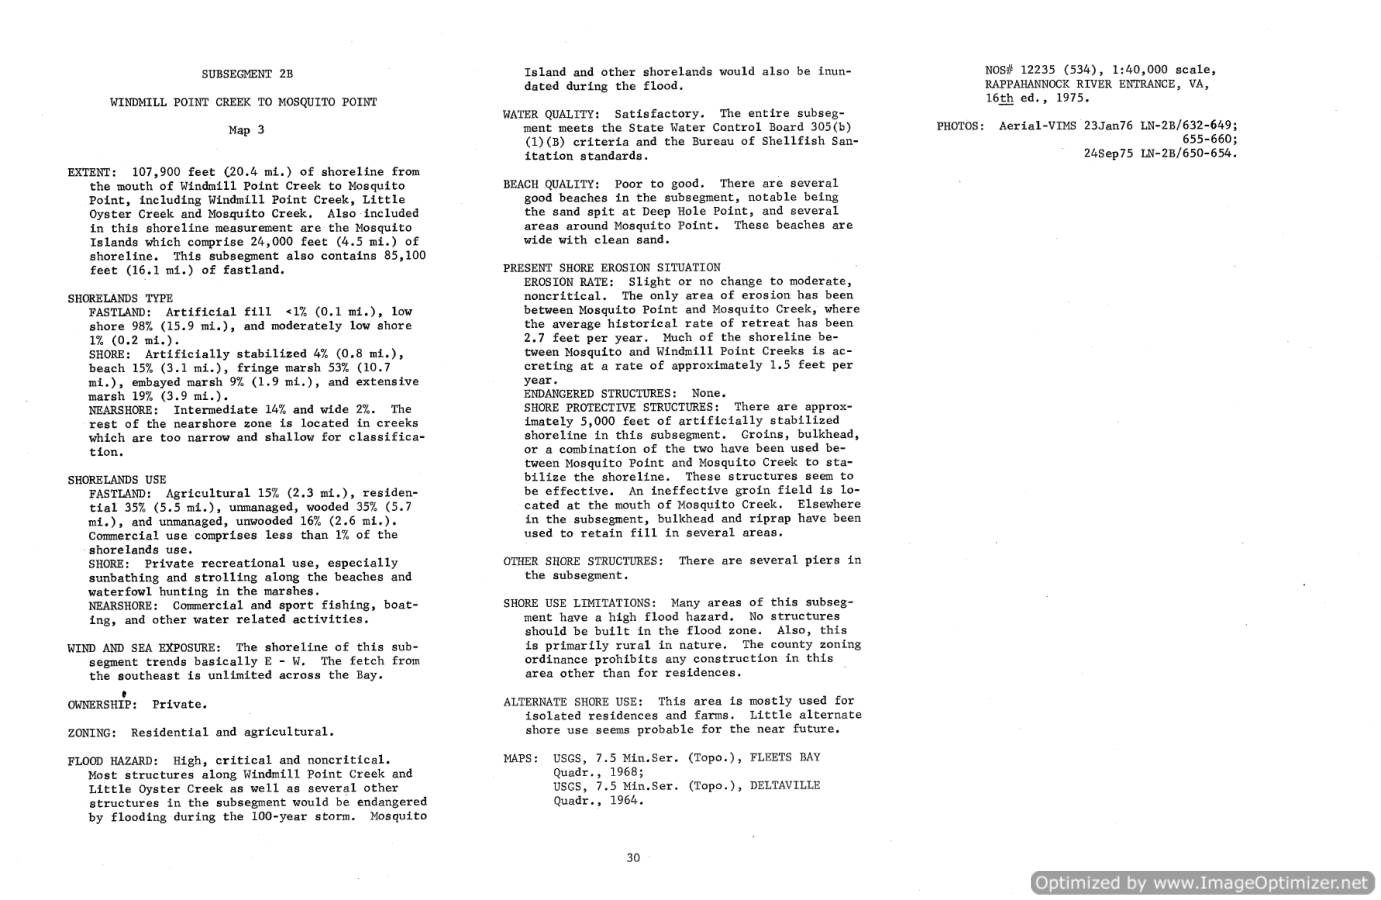 SUBSEGMENT 2B
WINDMILL POINT CREEK TO MOSQUITO POINT
Map 3
EXTENT: 107,900 feet (20.4 mi.) of shoreline from
the mouth of Windmill Point Creek to Mosquito
Point, including Windmill Point Creek, Little
Oyster Creek and Mosquito Creek. Also included
in this shoreline measurement are the Mosquito
Islands which comprise 24,000 feet (4.5 mi.) of
shoreline. This subsegment also contains 85,100
feet (16.1 mi.) of fastland.
SHORELANDS TYPE
FASTLAND: Artificial fill <1% (0.1 mi.), low
shore 98% (15.9 mi.), and moderately low shore
1% (0.2 mi.).
SHORE: Artificially stabilized 4% (0.8 mi.),
beach 15% (3.1 mi.), fringe marsh 53% (10.7
mi.), embayed marsh 9% (1.9 mi.), and extensive
marsh 19% (3.9 mi.).
NEARSHORE: Intermediate 14% and wide 2%. The
rest of the nearshore zone is located in creeks
which are too narrow and shallow for classifica-
tion.
SHORELANDS USE
FASTLAND: Agricultural 15% (2.3 mi.), residen-
tial 35% (5.5 mi.), unmanaged, wooded 35% (5.7
mi.), and unmanaged, unwooded 16% (2.6 mi.).
Commercial use comprises less than 1% of the
shorelands use.
SHORE: Private recreational use, especially
sunbathing and strolling along the beaches and
waterfowl hunting in the marshes.
NEARSHORE: Commercial and sport fishing, boat-
ing, and other water related activities.
WIND AND SEA EXPOSURE: The shoreline of this sub-
segment trends basically E - W. The fetch from
the southeast is unlimited across the Bay.
OWNERSHIP: Private.
ZONING: Residential and agricultural.
FLOOD HAZARD: High, critical and noncritical.
Most structures along Windmill Point Creek and
Little Oyster Creek as well as several other
structures in the subsegment would be endangered
by flooding during the 100-year storm. Mosquito
Island and other shorelands would also be inun-
dated during the flood.
WATER QUALITY: Satisfactory. The entire subseg-
ment meets the State Water Control Board 305(b)
(1)(B) criteria and the Bureau of Shellfish San-
itation standards.
BEACH QUALITY: Poor to good. There are several
good beaches in the subsegment, notable being
the sand spit at Deep Hole Point, and several
areas around Mosquito Point. These beaches are
wide with clean sand.
PRESENT SHORE EROSION SITUATION
EROSION RATE: Slight or no change to moderate,
noncritical. The only area of erosion has been
between Mosquito Point and Mosquito Creek, where
the average historical rate of retreat has been
2.7 feet per year. Much of the shoreline be-
tween Mosquito and Windmill Point Creeks is ac-
creting at a rate of approximately 1.5 feet per
year.
ENDANGERED STRUCTURES: None.
SHORE PROTECTIVE STRUCTURES: There are approx-
imately 5,000 feet of artificially stabilized
shoreline in this subsegment. Groins, bulkhead,
or a combination of the two have been used be-
tween Mosquito Point and Mosquito Creek to sta-
bilize the shoreline. These structures seem to
be effective. An ineffective groin field is lo-
cated at the mouth of Mosquito Creek. Elsewhere
in the subsegment, bulkhead and riprap have been
used to retain fill in several areas.
OTHER SHORE STRUCTURES: There are several piers in
the subsegment.
SHORE USE LIMITATIONS: Many areas of this subseg-
ment have a high flood hazard. No structures
should be built in the flood zone. Also, this
is primarily rural in nature. The county zoning
ordinance prohibits any construction in this
area other than for residences.
ALTERNATE SHORE USE: This area is mostly used for
isolated residences and farms. Little alternate
shore use seems probable for the near future.
MAPS: USGS, 7.5 Min.Ser. (Topo.), FLEETS BAY
Quadr., 1968;
USGS, 7.5 Min.Ser. (Topo.), DELTAVILLE
Quadr., 1964.
NOS# 12235 (534), 1:40,000 scale,
RAPPAHANNOCK RIVER ENTRANCE, VA,
16th ed., 1975.
PHOTOS: Aerial-VIMS 23Jan76 LN-2B/632-649;
655-660;
24Sep75 LN-2B/650-654.
30
Optimized by www.ImageOptimizer.net